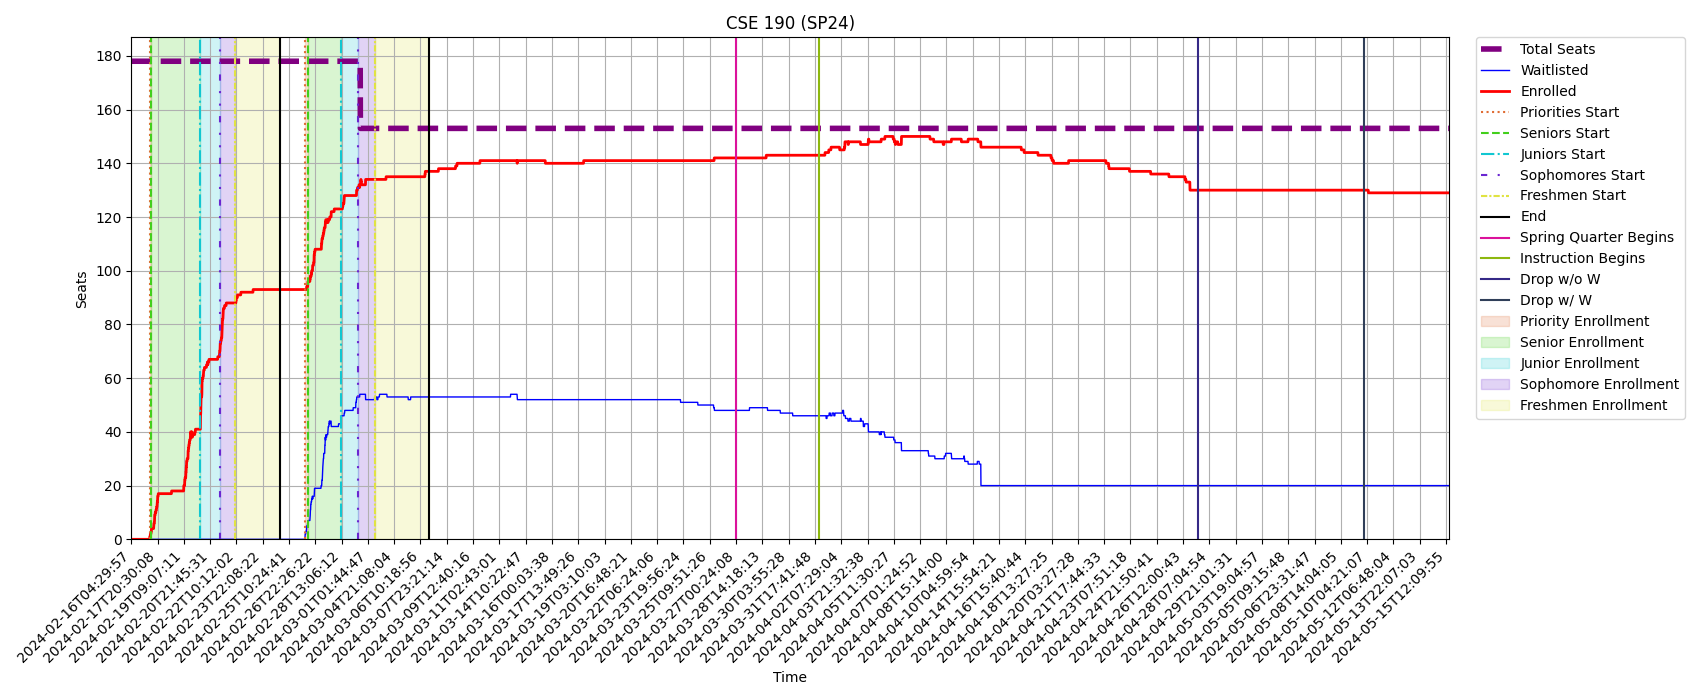 CSE 190 (SP24)
Seats
180
160
140
120
100
80
60
40
20
0
2024-02-16T04:29:57
2024-02-17T20:30:08
2024-02-19T09:07:11
2024-02-20T21:45:31
2024-02-22T10:12:02
2024-02-23T22:08:22
2024-02-25T10:24:41
2024-02-26T22:26:22
2024-02-28T13:06:12
2024-03-01T01:44:47
2024-03-04T21:08:04
2024-03-06T10:18:56
2024-03-07T23:21:14
2024-03-09T12:40:16
2024-03-11T02:43:01
2024-03-14T10:22:47
2024-03-16T00:03:38
2024-03-17T13:49:26
2024-03-19T03:10:03
2024-03-20T16:48:21
2024-03-22T06:24:06
2024-03-23T19:56:24
2024-03-25T09:51:26
2024-03-27T00:24:08
2024-03-28T14:18:13
2024-03-30T03:55:28
2024-03-31T17:41:48
2024-04-02T07:29:04
2024-04-03T21:32:38
2024-04-05T11:30:27
2024-04-07T01:24:52
2024-04-08T15:14:00
2024-04-10T04:59:54
2024-04-14T15:54:21
2024-04-16T15:40:44
2024-04-18T13:27:25
2024-04-20T03:27:28
2024-04-21T17:44:33
2024-04-23T07:51:18
2024-04-24T21:50:41
2024-04-26T12:00:43
2024-04-28T07:04:54
2024-04-29T21:01:31
2024-05-03T19:04:57
2024-05-05T09:15:48
2024-05-06T23:31:47
2024-05-08T14:04:05
2024-05-10T04:21:07
2024-05-12T06:48:04
2024-05-13T22:07:03
2024-05-15T12:09:55
Time
Total Seats
Waitlisted
Enrolled
Priorities Start
Seniors Start
Juniors Start
Sophomores Start
Freshmen Start
End
Spring Quarter Begins
Instruction Begins
Drop w/o W
Drop w/ W
Priority Enrollment
Senior Enrollment
Junior Enrollment
Sophomore Enrollment
Freshmen Enrollment